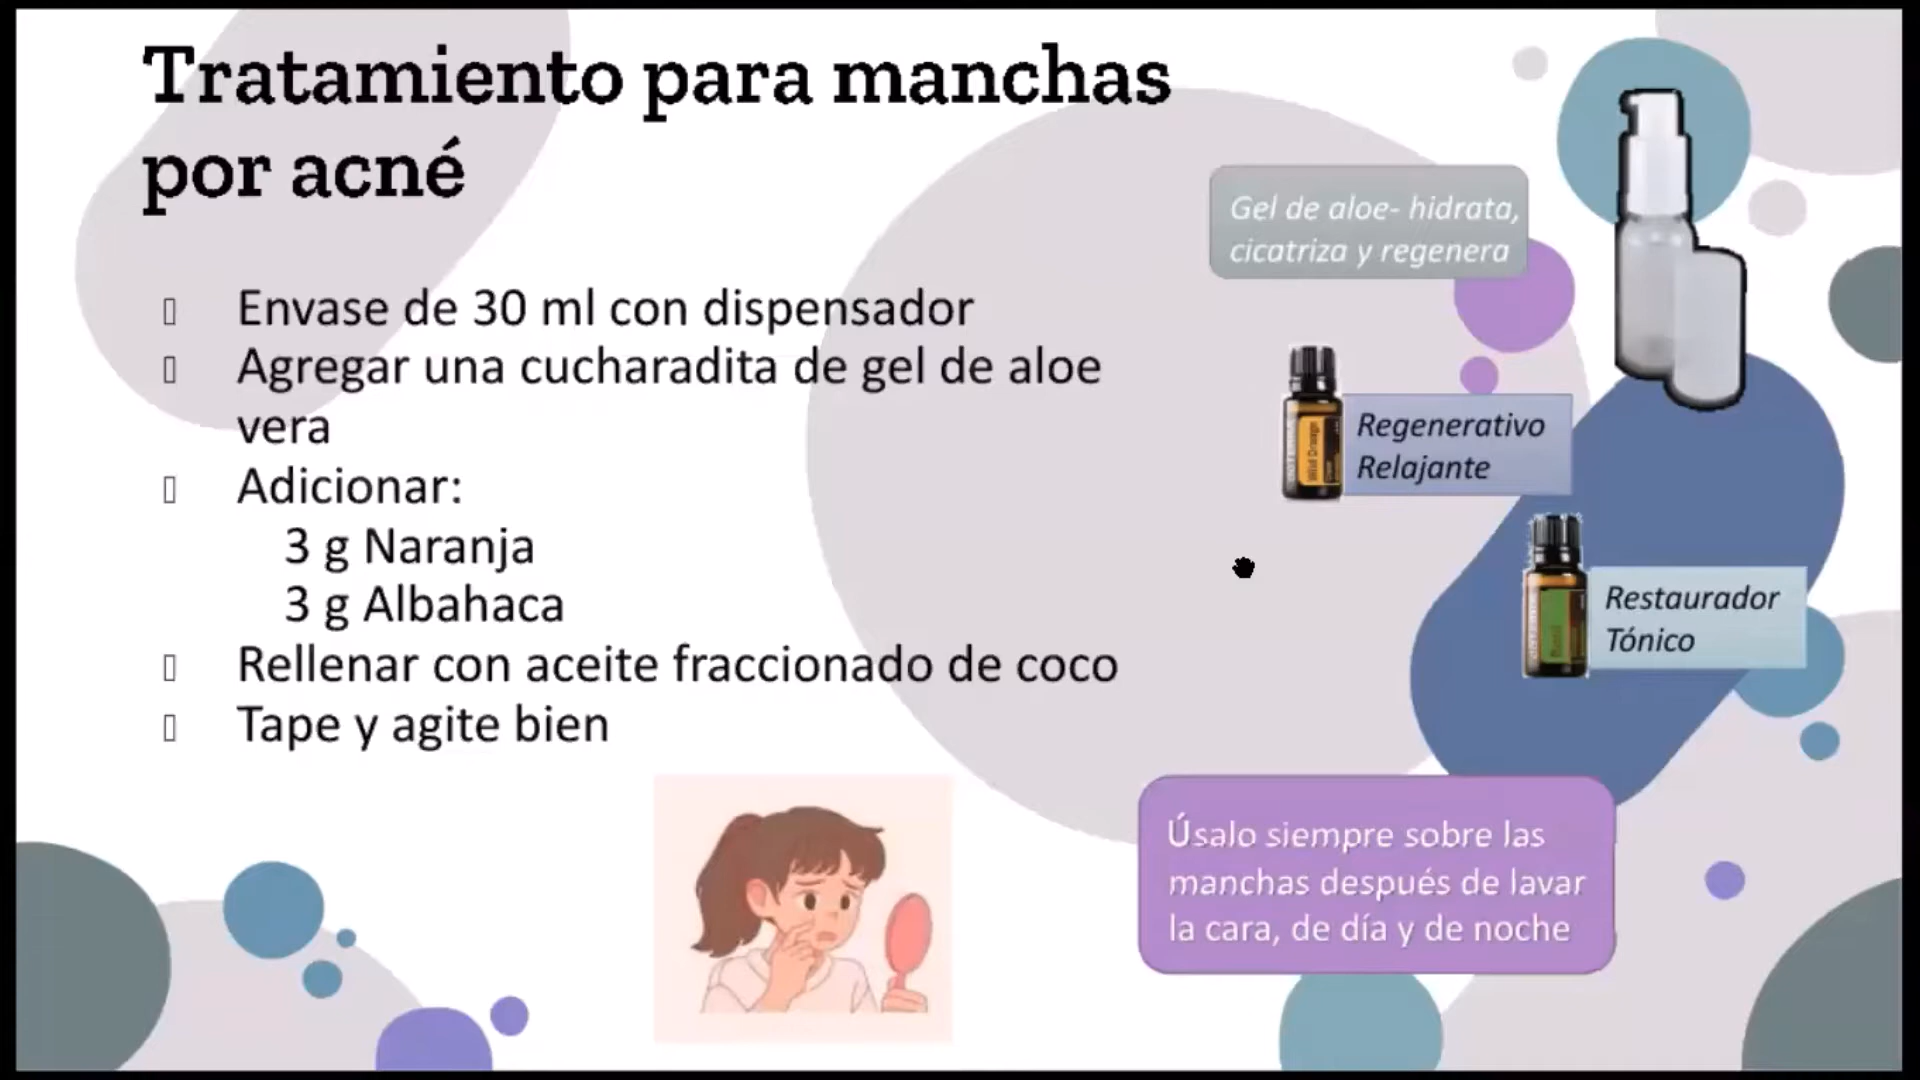 Tratamiento para manchas
por acné
Gel de aloe- hidrata,
cicatriza y regenera
Envase de 30 ml con dispensador
Agregar una cucharadita de gel de aloe
vera
Adicionar:
3 g Naranja
3 g Albahaca
Rellenar con aceite fraccionado de coco
Tape y agite bien
Wild Orange
Regenerativo
Relajante
Basil
Restaurador
Tónico
Úsalo siempre sobre las
manchas después de lavar
la cara, de día y de noche